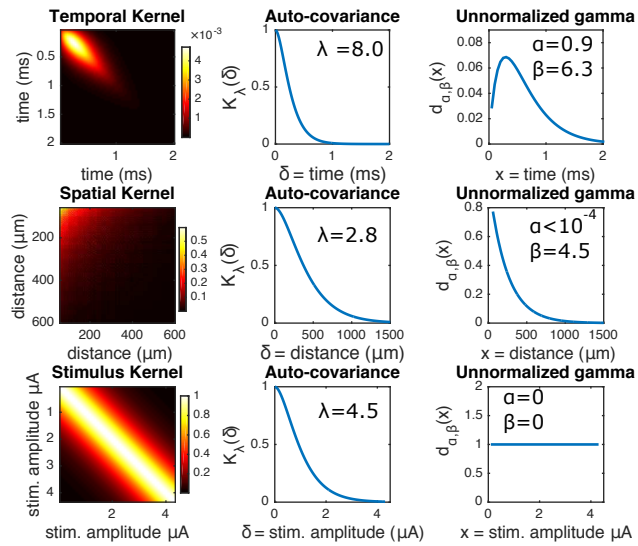 Temporal Kernel
Auto-covariance
Unnormalized gamma
×10⁻³
time (ms)
0.5
1
1.5
2
1
2
time (ms)
4
3
2
1
K_λ(δ)
1
0.5
0
0
1
2
λ =8.0
δ = time (ms)
d_α,β(x)
0.1
0.08
0.06
0.04
0.02
0
0
1
2
α=0.9
β=6.3
x = time (ms)
Spatial Kernel
Auto-covariance
Unnormalized gamma
distance (μm)
200
400
600
200
400
600
distance (μm)
0.5
0.4
0.3
0.2
0.1
K_λ(δ)
1
0.5
0
0
500
1000
1500
λ=2.8
δ = distance (μm)
d_α,β(x)
0.8
0.6
0.4
0.2
0
0
500
1000
1500
α<10⁻⁴
β=4.5
x = distance (μm)
Stimulus Kernel
Auto-covariance
Unnormalized gamma
stim. amplitude μA
1
2
3
4
0
2
4
stim. amplitude μA
1
0.8
0.6
0.4
0.2
K_λ(δ)
1
0.5
0
0
2
4
λ=4.5
δ = stim. amplitude (μA)
d_α,β(x)
2
1.5
1
0.5
0
0
2
4
α=0
β=0
x = stim. amplitude μA